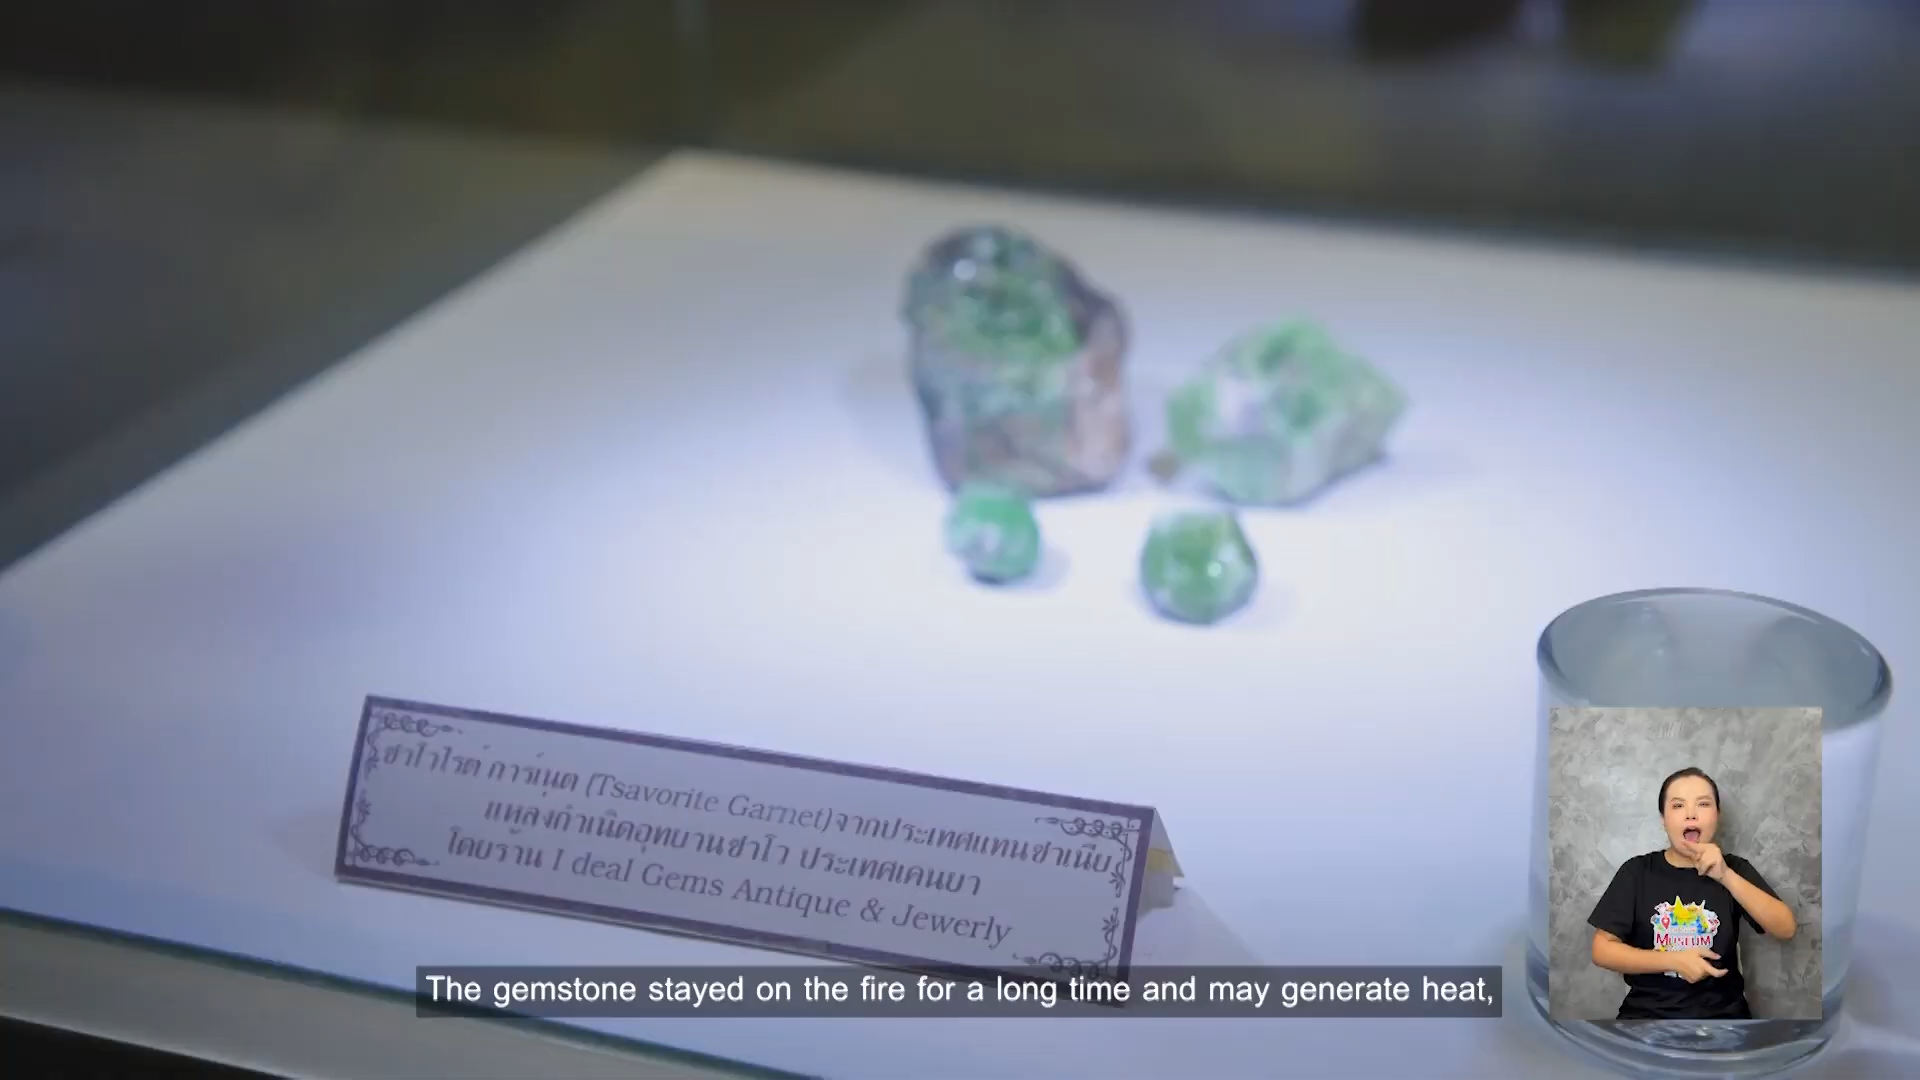 ซาโวไรต์ การ์เนต (Tsavorite Garnet)จากประเทศแทนซาเนีย
แหล่งกำเนิดอุทยานซาโว ประเทศเคนยา
โดยร้าน I deal Gems Antique & Jewerly
MUSEUM
The gemstone stayed on the fire for a long time and may generate heat,